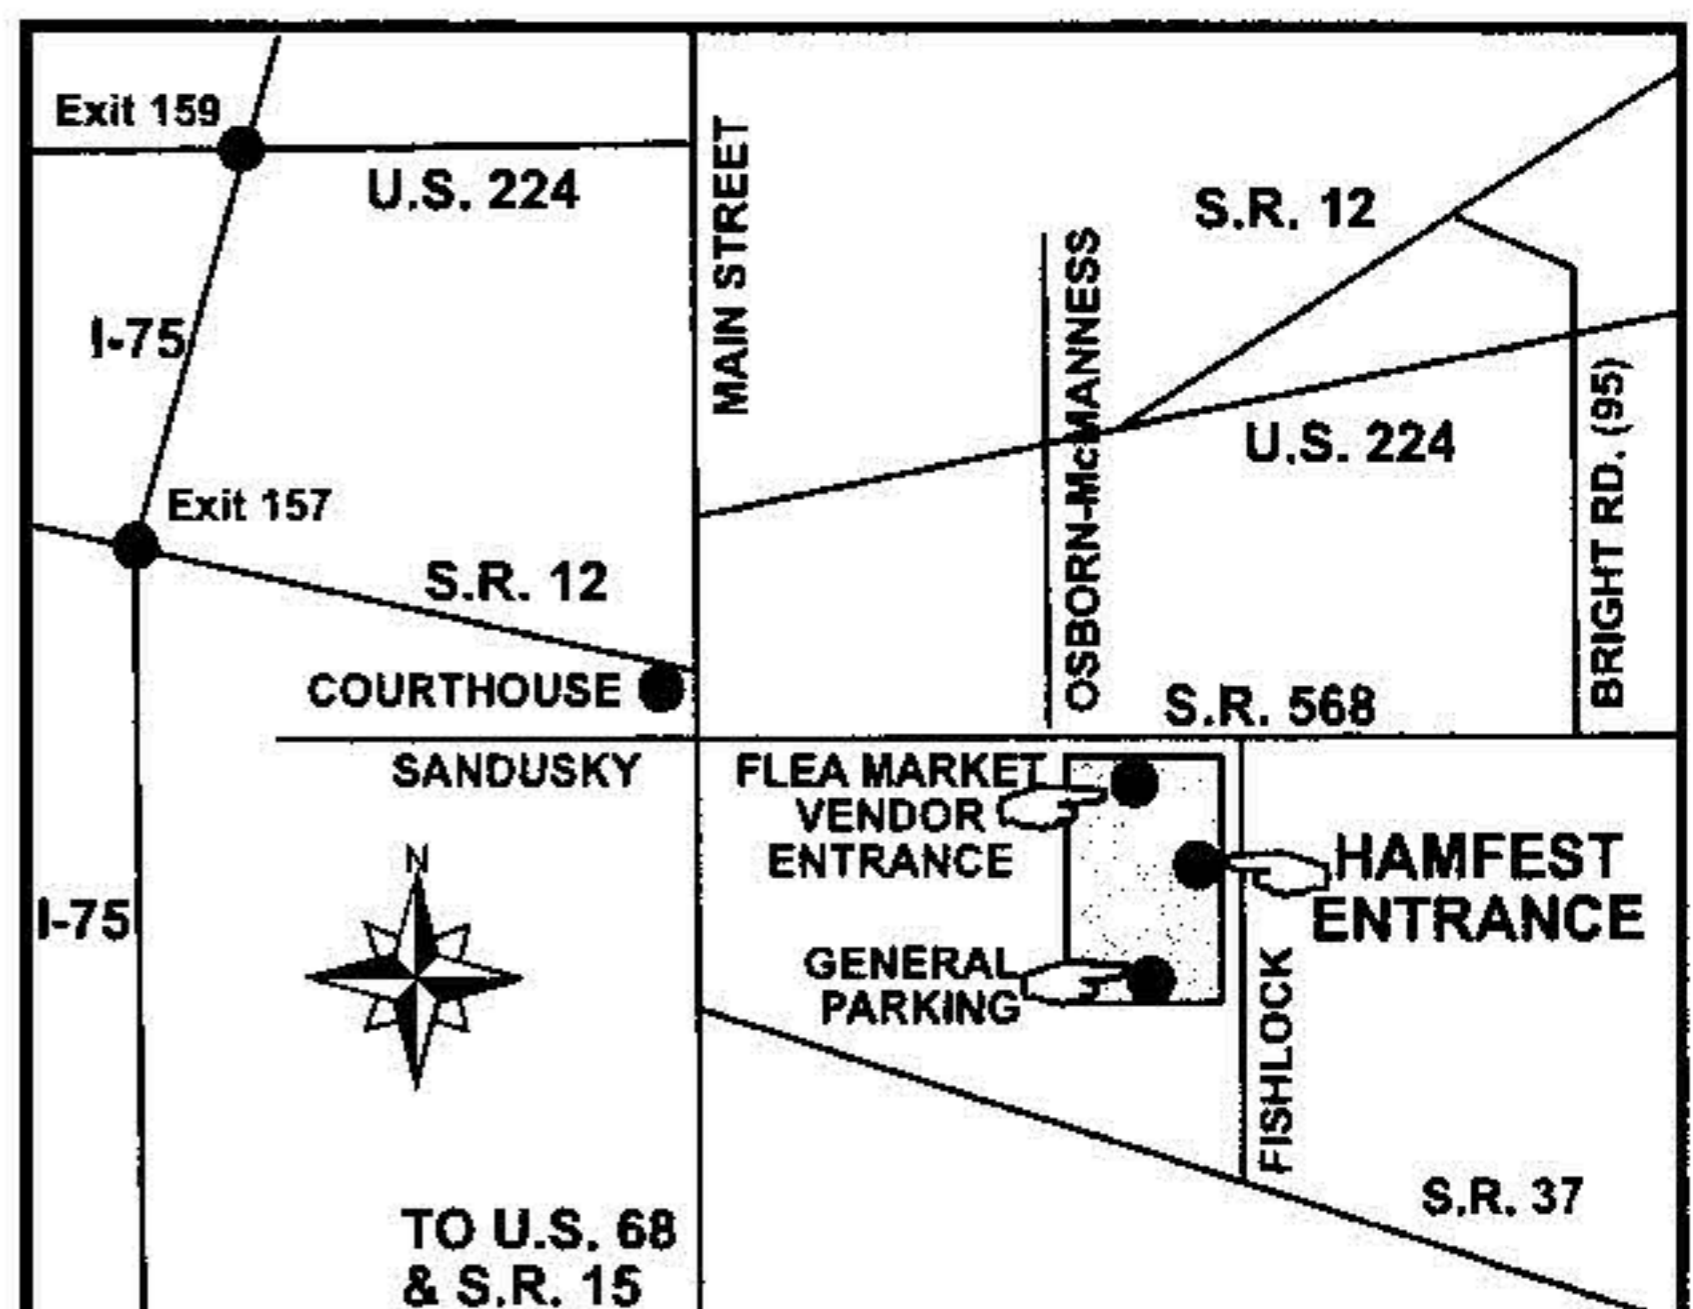 Exit 159
U.S. 224
MAIN STREET
S.R. 12
I-75
OSBORN-McMANNESS
U.S. 224
BRIGHT RD. (95)
Exit 157
S.R. 12
COURTHOUSE
S.R. 568
SANDUSKY
FLEA MARKET
VENDOR
ENTRANCE
HAMFEST
ENTRANCE
N
I-75
GENERAL
PARKING
FISHLOCK
S.R. 37
TO U.S. 68
& S.R. 15